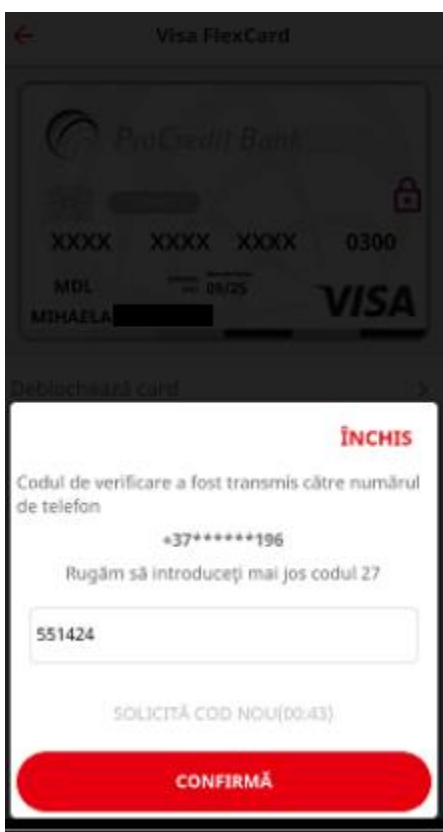 Visa FlexCard
ProCredit Bank
XXXX XXXX XXXX 0300
MDL 09/25
VISA
MIHAELA
Deblochează card
ÎNCHIS
Codul de verificare a fost transmis către numărul
de telefon
+37******196
Rugăm să introduceți mai jos codul 27
551424
SOLICITĂ COD NOU(00:43)
CONFIRMĂ